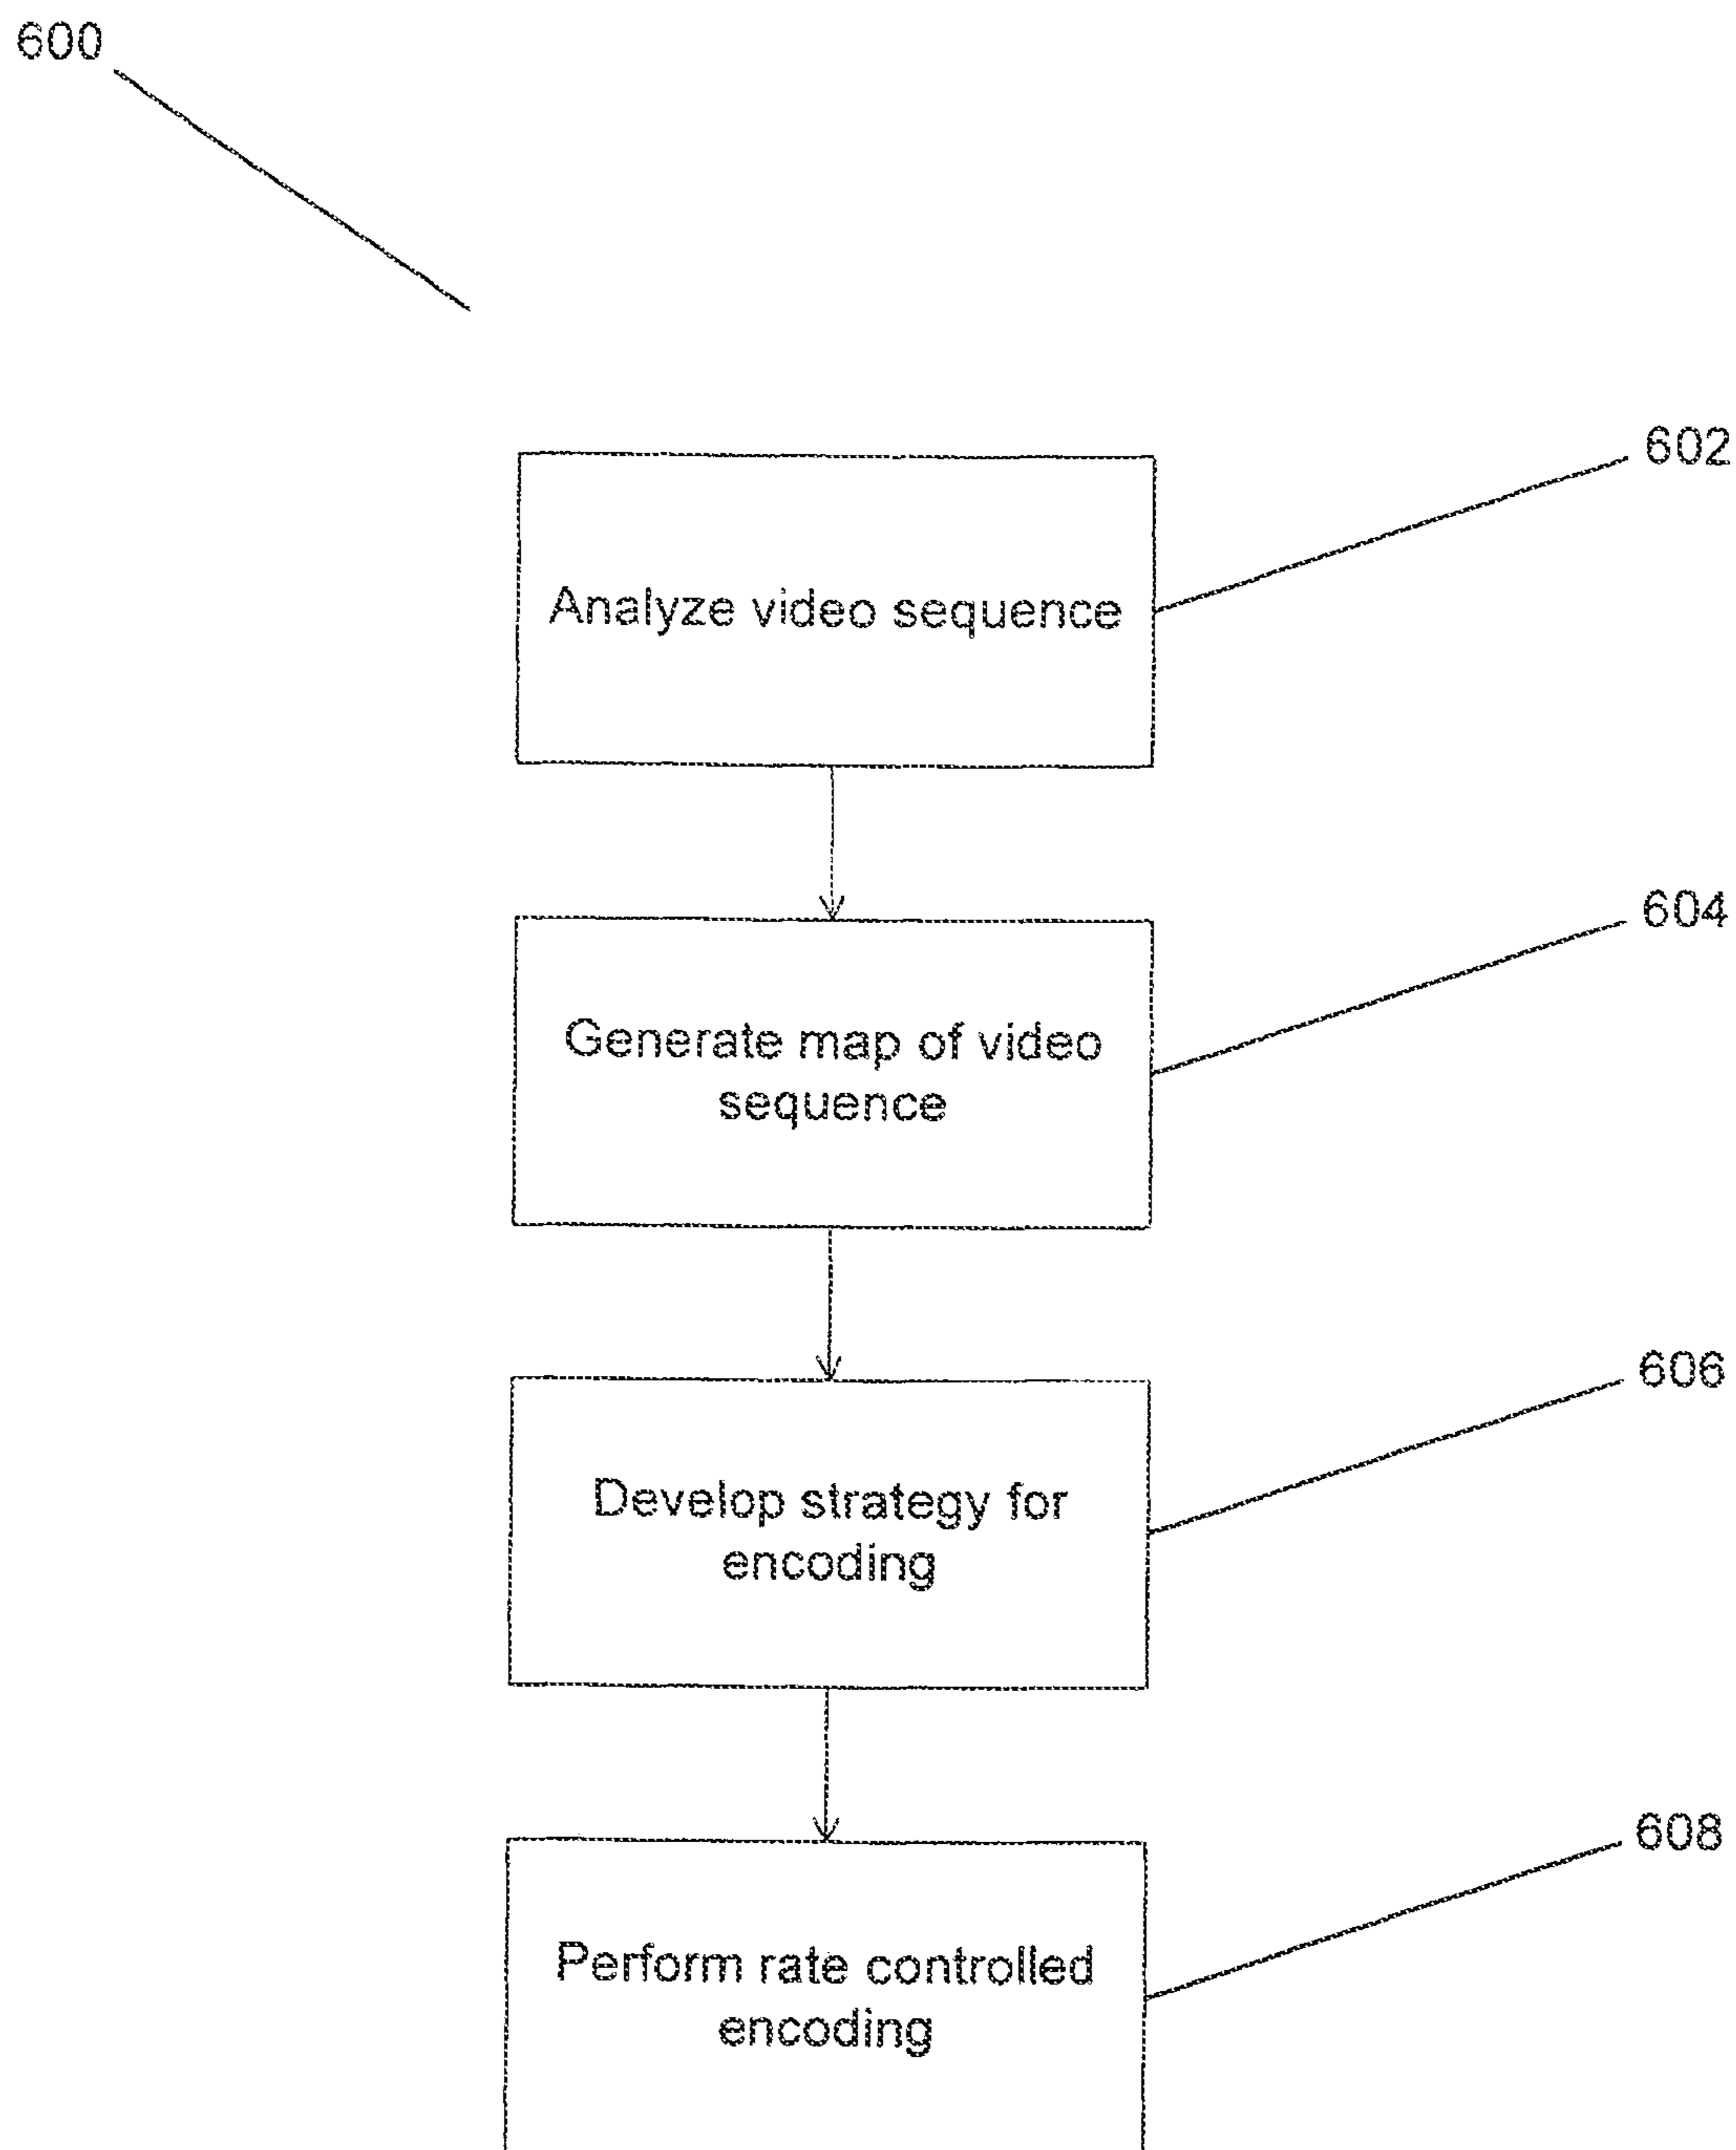 600
602
Analyze video sequence
604
Generate map of video
sequence
606
Develop strategy for
encoding
608
Perform rate controlled
encoding